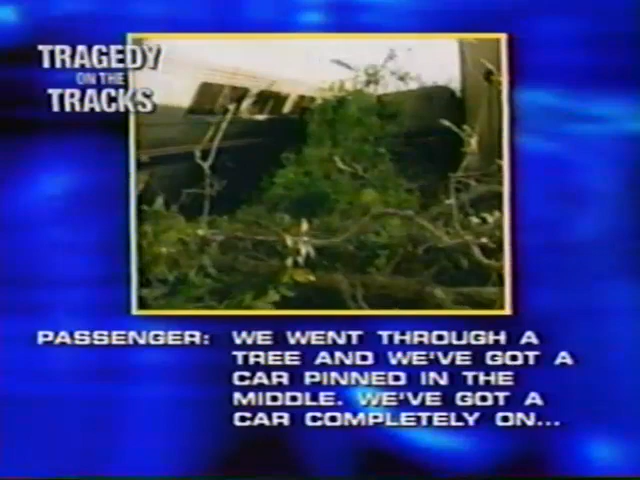 TRAGEDY
ON THE
TRACKS
PASSENGER: WE WENT THROUGH A
TREE AND WE'VE GOT A
CAR PINNED IN THE
MIDDLE. WE'VE GOT A
CAR COMPLETELY ON...